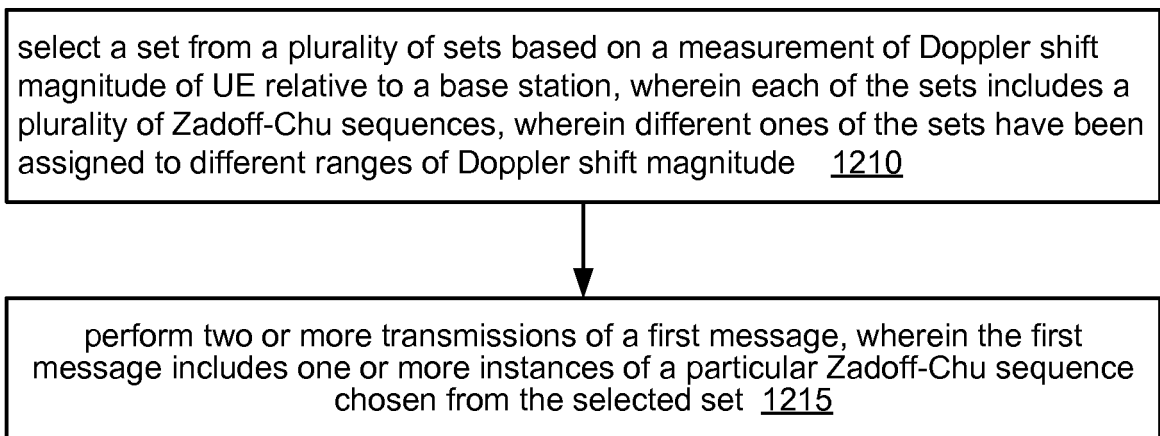 select a set from a plurality of sets based on a measurement of Doppler shift
magnitude of UE relative to a base station, wherein each of the sets includes a
plurality of Zadoff-Chu sequences, wherein different ones of the sets have been
assigned to different ranges of Doppler shift magnitude 1210
perform two or more transmissions of a first message, wherein the first
message includes one or more instances of a particular Zadoff-Chu sequence
chosen from the selected set 1215